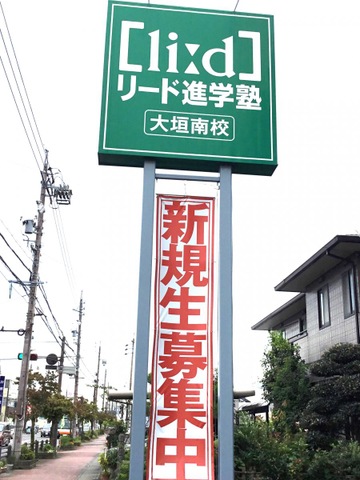 [li:d]
リード進学塾
大垣南校
新規生募集中